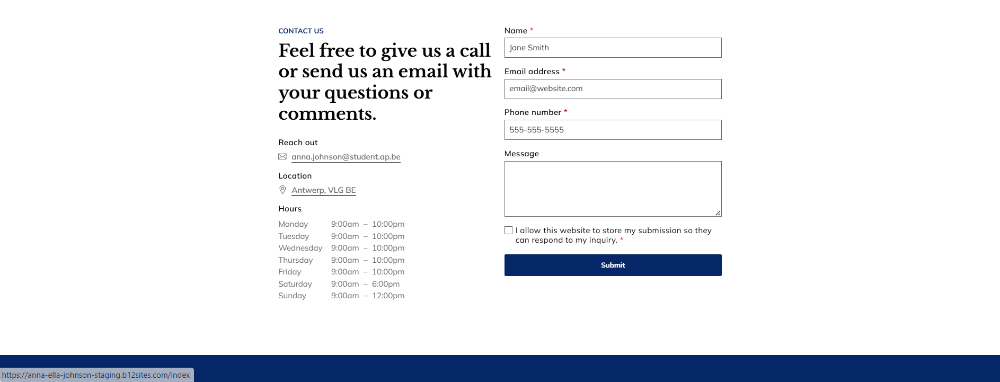 CONTACT US
Feel free to give us a call
or send us an email with
your questions or
comments.
Reach out
anna.johnson@student.ap.be
Location
Antwerp, VLG BE
Hours
Monday 9:00am – 10:00pm
Tuesday 9:00am – 10:00pm
Wednesday 9:00am – 10:00pm
Thursday 9:00am – 10:00pm
Friday 9:00am – 10:00pm
Saturday 9:00am – 6:00pm
Sunday 9:00am – 12:00pm
Name *
Jane Smith
Email address *
email@website.com
Phone number *
555-555-5555
Message
I allow this website to store my submission so they
can respond to my inquiry. *
Submit
https://anna-ella-johnson-staging.b12sites.com/index